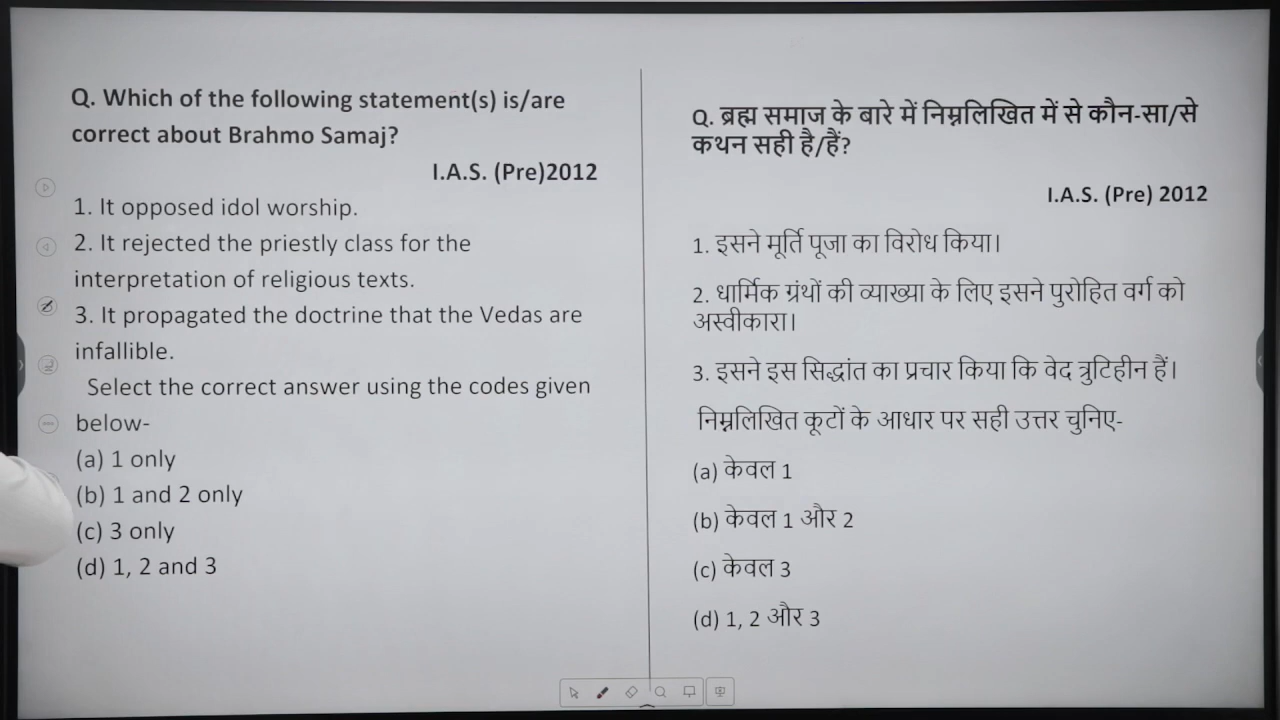 Q. Which of the following statement(s) is/are
correct about Brahmo Samaj?
I.A.S. (Pre)2012
1. It opposed idol worship.
2. It rejected the priestly class for the
interpretation of religious texts.
3. It propagated the doctrine that the Vedas are
infallible.
Select the correct answer using the codes given
below-
(a) 1 only
(b) 1 and 2 only
(c) 3 only
(d) 1, 2 and 3
Q. ब्रह्म समाज के बारे में निम्नलिखित में से कौन-सा/से
कथन सही है/हैं?
I.A.S. (Pre) 2012
1. इसने मूर्ति पूजा का विरोध किया।
2. धार्मिक ग्रंथों की व्याख्या के लिए इसने पुरोहित वर्ग को
अस्वीकारा।
3. इसने इस सिद्धांत का प्रचार किया कि वेद त्रुटिहीन हैं।
निम्नलिखित कूटों के आधार पर सही उत्तर चुनिए-
(a) केवल 1
(b) केवल 1 और 2
(c) केवल 3
(d) 1, 2 और 3